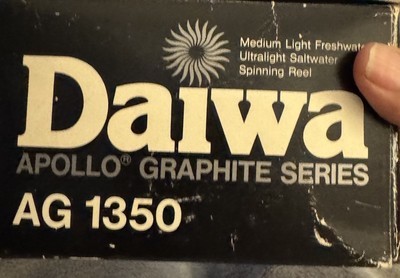 Medium Light Freshwate
Ultralight Saltwater
Spinning Reel
Daiwa
APOLLO® GRAPHITE SERIES
AG 1350